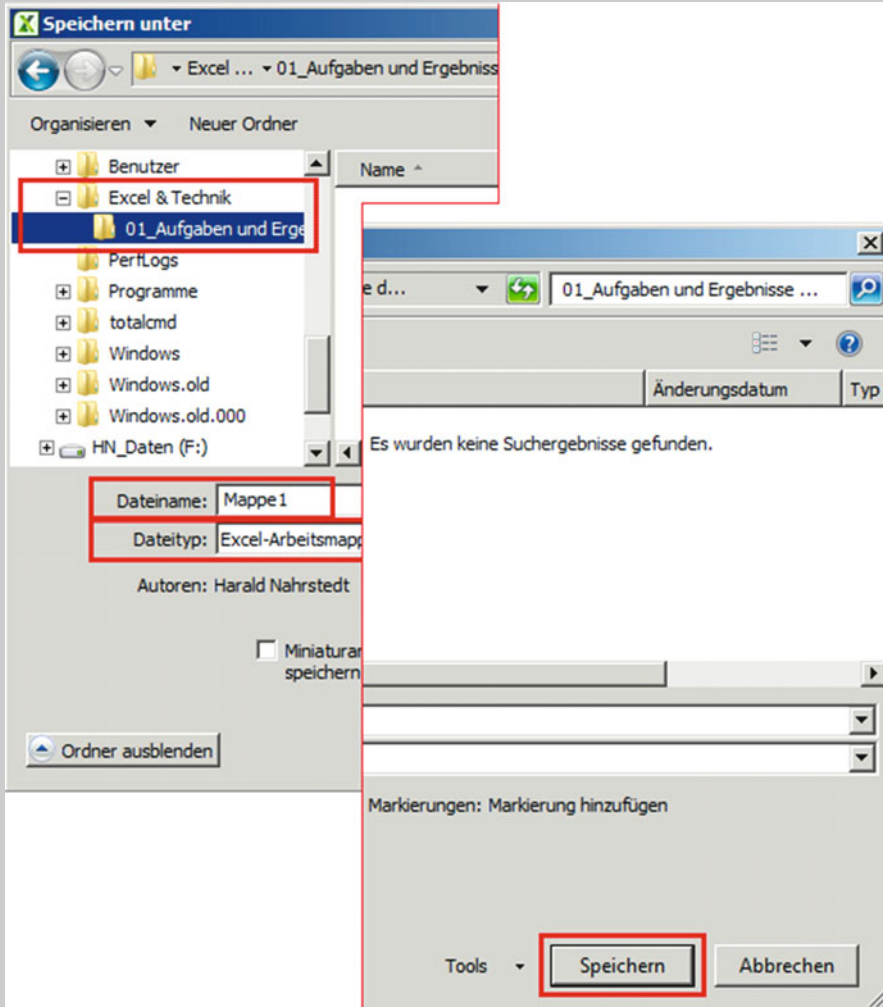 Speichern unter
Excel ... 01_Aufgaben und Ergebniss
Organisieren Neuer Ordner
Benutzer
Excel & Technik
01_Aufgaben und Erge
PerfLogs
Programme
totalcmd
Windows
Windows.old
Windows.old.000
HN_Daten (F:)
Name
Dateiname: Mappe1
Dateityp: Excel-Arbeitsmapp
Autoren: Harald Nahrstedt
Miniaturan
speichern
Ordner ausblenden
e d... 01_Aufgaben und Ergebnisse ...
Änderungsdatum Typ
Es wurden keine Suchergebnisse gefunden.
Markierungen: Markierung hinzufügen
Tools Speichern Abbrechen